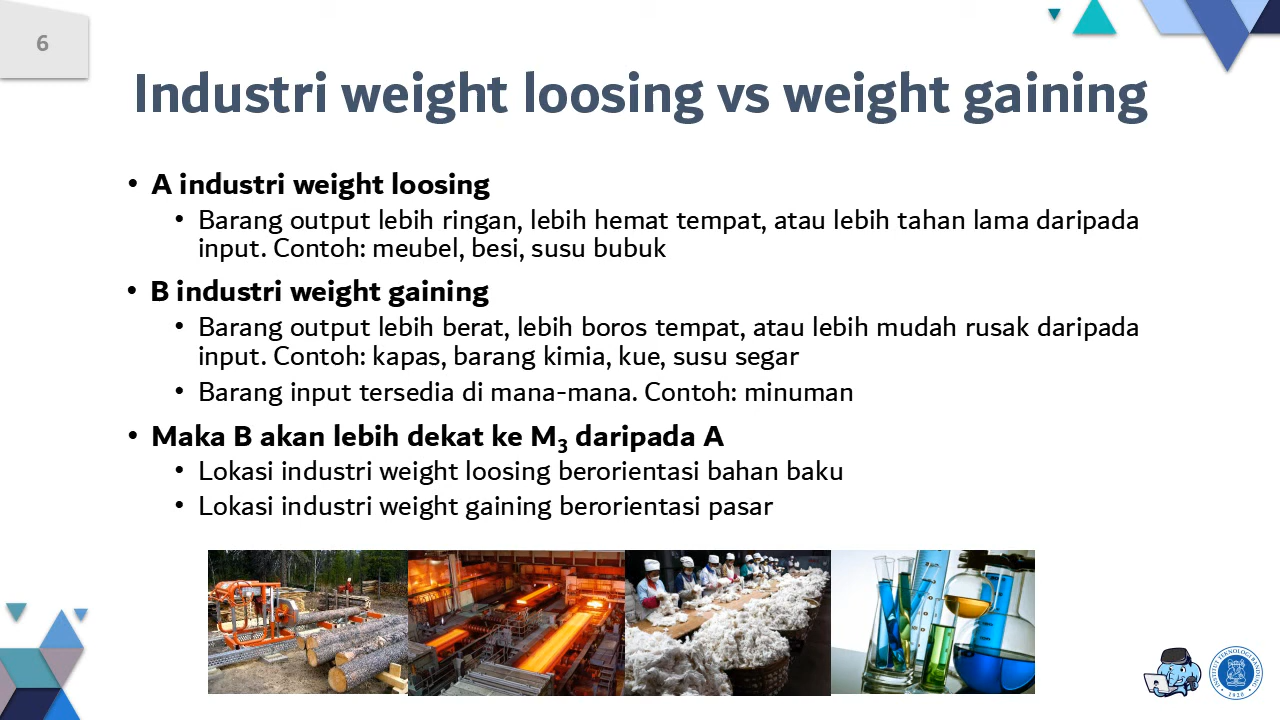 6
Industri weight loosing vs weight gaining
• A industri weight loosing
• Barang output lebih ringan, lebih hemat tempat, atau lebih tahan lama daripada
input. Contoh: meubel, besi, susu bubuk
• B industri weight gaining
• Barang output lebih berat, lebih boros tempat, atau lebih mudah rusak daripada
input. Contoh: kapas, barang kimia, kue, susu segar
• Barang input tersedia di mana-mana. Contoh: minuman
• Maka B akan lebih dekat ke M₃ daripada A
• Lokasi industri weight loosing berorientasi bahan baku
• Lokasi industri weight gaining berorientasi pasar
INSTITUT TEKNOLOGI BANDUNG
1920